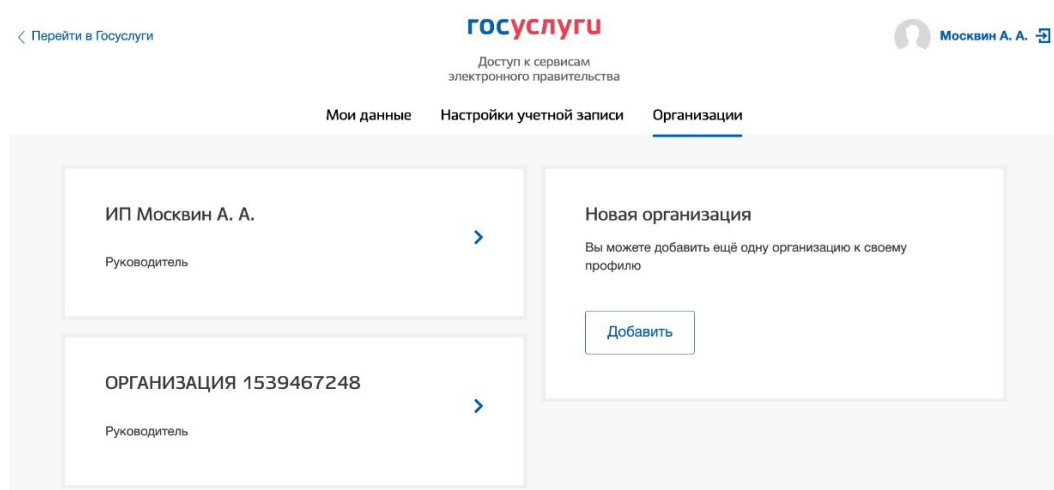 Перейти в Госуслуги
госуслуги
Москвин А. А.
Доступ к сервисам
электронного правительства
Мои данные Настройки учетной записи Организации
ИП Москвин А. А.
Руководитель
Новая организация
Вы можете добавить ещё одну организацию к своему
профилю
Добавить
ОРГАНИЗАЦИЯ 1539467248
Руководитель